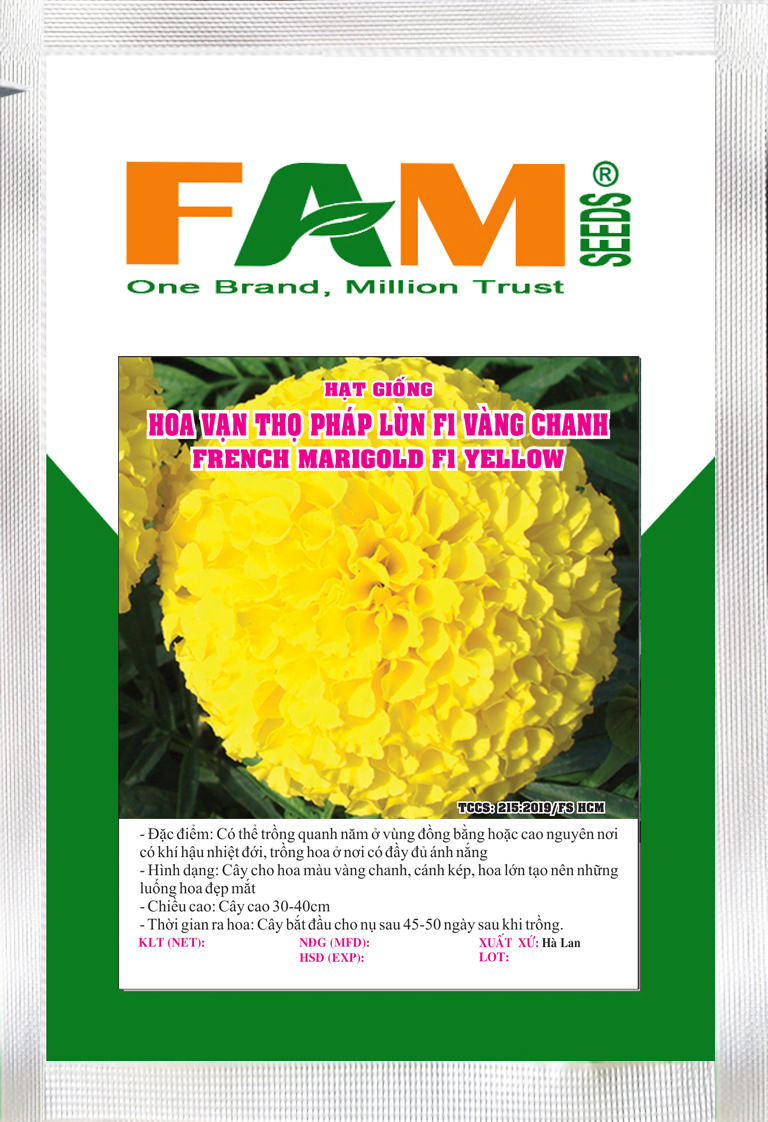 FAM SEEDS ®
One Brand, Million Trust
HẠT GIỐNG
HOA VẠN THỌ PHÁP LÙN F1 VÀNG CHANH
FRENCH MARIGOLD F1 YELLOW
TCCS: 215:2019/FS HCM
- Đặc điểm: Có thể trồng quanh năm ở vùng đồng bằng hoặc cao nguyên nơi
có khí hậu nhiệt đới, trồng hoa ở nơi có đầy đủ ánh nắng
- Hình dạng: Cây cho hoa màu vàng chanh, cánh kép, hoa lớn tạo nên những
luống hoa đẹp mắt
- Chiều cao: Cây cao 30-40cm
- Thời gian ra hoa: Cây bắt đầu cho nụ sau 45-50 ngày sau khi trồng.
KLT (NET): NĐG (MFD): XUẤT XỨ: Hà Lan
HSD (EXP): LOT: